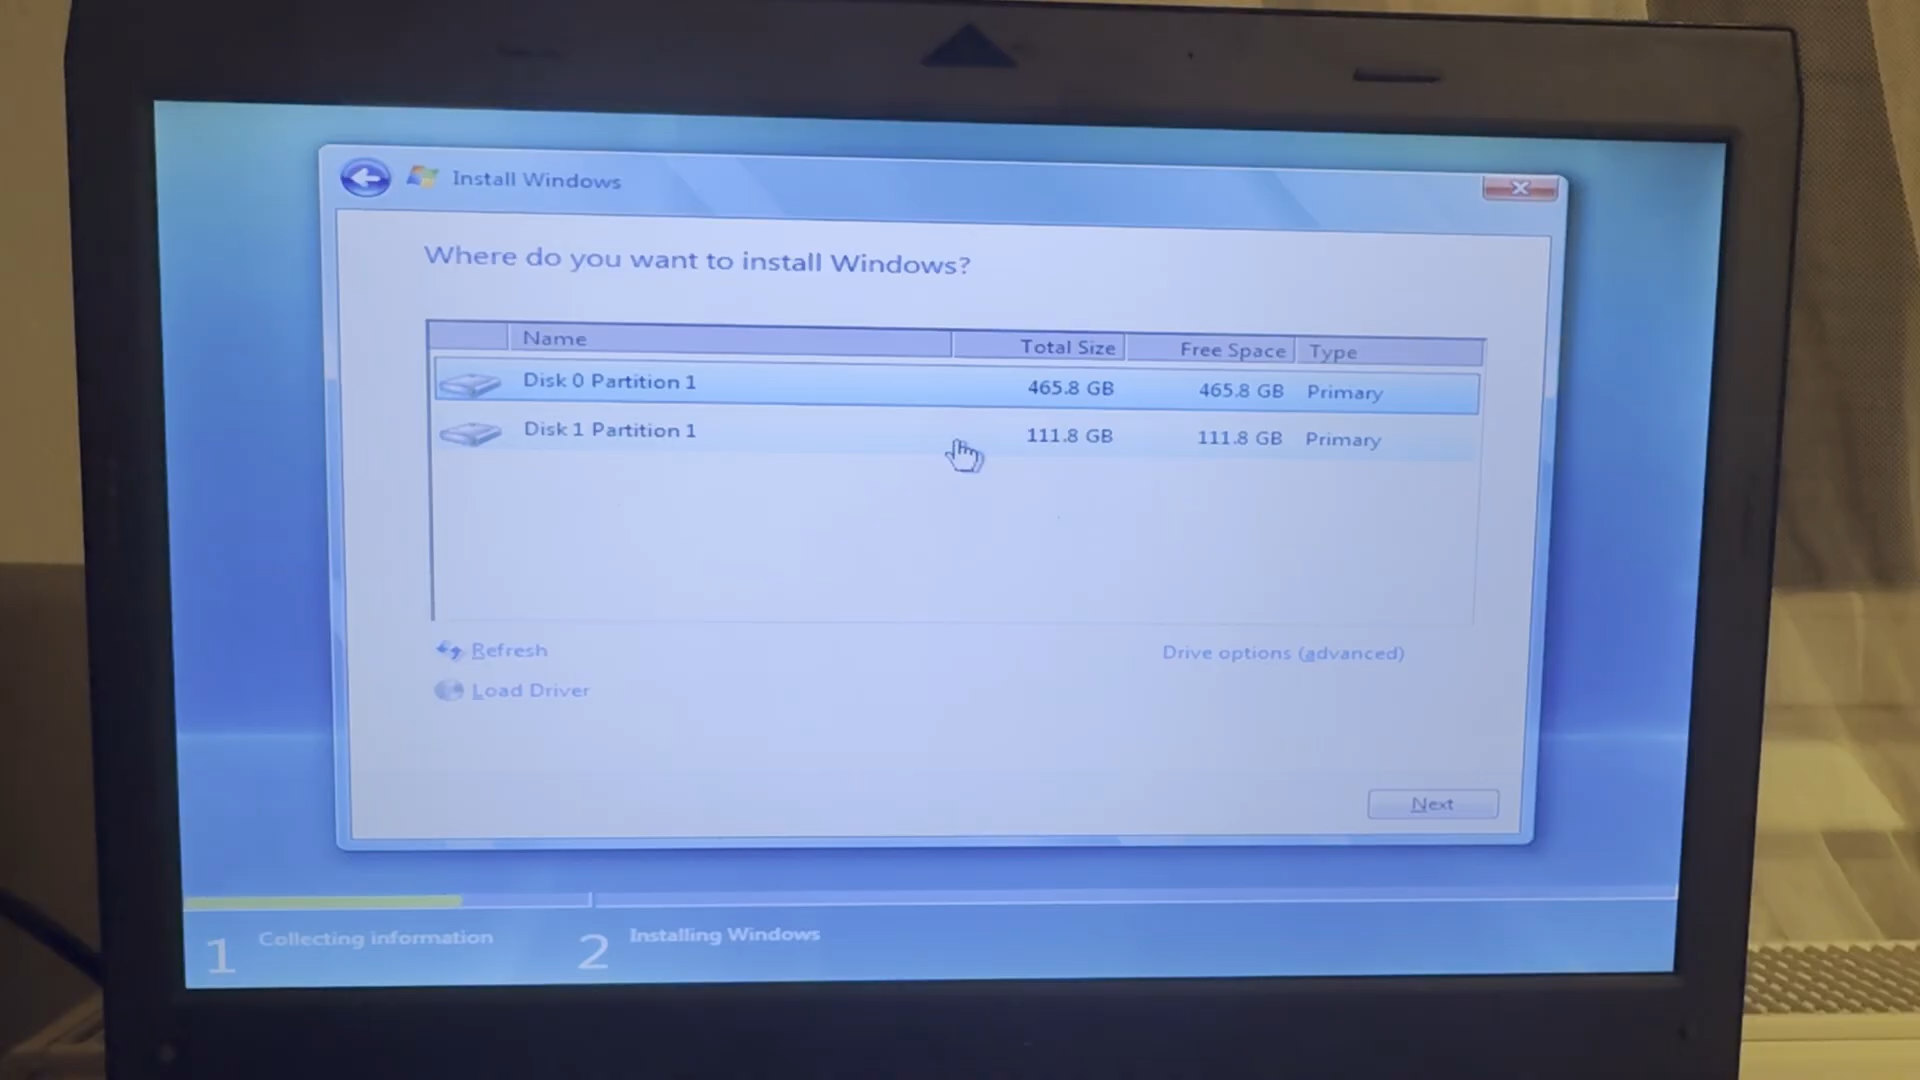 Install Windows
Where do you want to install Windows?
Name Total Size Free Space Type
Disk 0 Partition 1 465.8 GB 465.8 GB Primary
Disk 1 Partition 1 111.8 GB 111.8 GB Primary
Refresh Drive options (advanced)
Load Driver
Next
1 Collecting information 2 Installing Windows